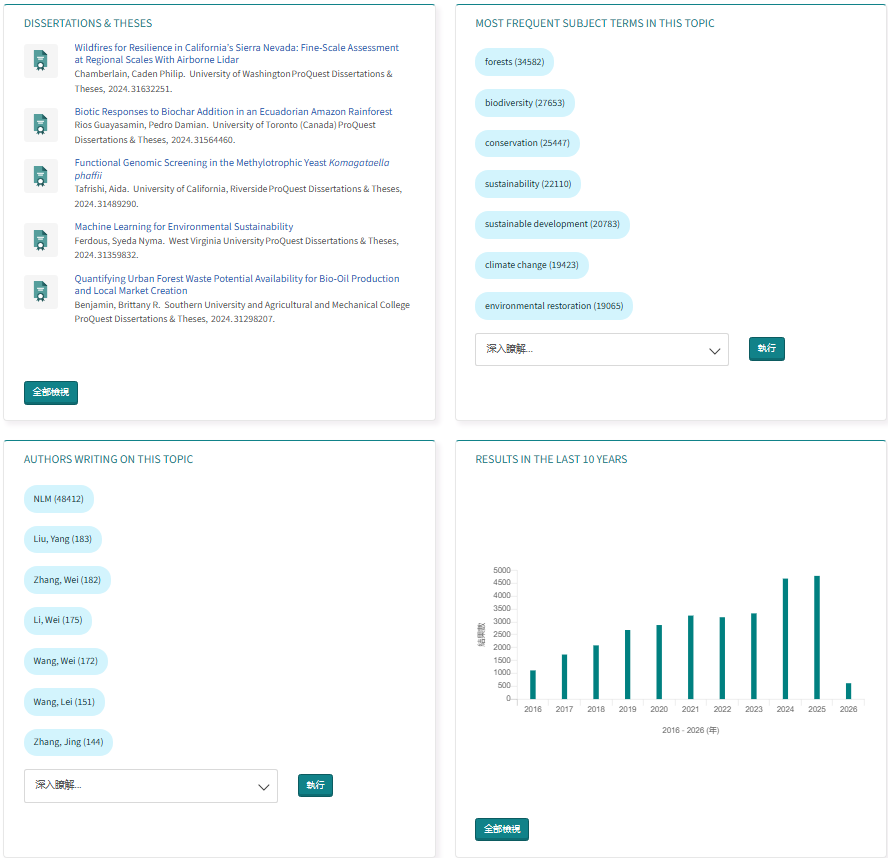 DISSERTATIONS & THESES
Wildfires for Resilience in California's Sierra Nevada: Fine-Scale Assessment
at Regional Scales With Airborne Lidar
Chamberlain, Caden Philip. University of Washington ProQuest Dissertations &
Theses, 2024.31632251.
Biotic Responses to Biochar Addition in an Ecuadorian Amazon Rainforest
Rios Guayasamin, Pedro Damian. University of Toronto (Canada) ProQuest
Dissertations & Theses, 2024.31564460.
Functional Genomic Screening in the Methylotrophic Yeast Komagataella
phaffii
Tafrishi, Aida. University of California, Riverside ProQuest Dissertations & Theses,
2024.31489290.
Machine Learning for Environmental Sustainability
Ferdous, Syeda Nyma. West Virginia University ProQuest Dissertations & Theses,
2024.31359832.
Quantifying Urban Forest Waste Potential Availability for Bio-Oil Production
and Local Market Creation
Benjamin, Brittany R. Southern University and Agricultural and Mechanical College
ProQuest Dissertations & Theses, 2024.31298207.
全部檢視
MOST FREQUENT SUBJECT TERMS IN THIS TOPIC
forests (34582)
biodiversity (27653)
conservation (25447)
sustainability (22110)
sustainable development (20783)
climate change (19423)
environmental restoration (19065)
深入瞭解...
執行
AUTHORS WRITING ON THIS TOPIC
NLM (48412)
Liu, Yang (183)
Zhang, Wei (182)
Li, Wei (175)
Wang, Wei (172)
Wang, Lei (151)
Zhang, Jing (144)
深入瞭解...
執行
RESULTS IN THE LAST 10 YEARS
結果數
5000
4500
4000
3500
3000
2500
2000
1500
1000
500
0
2016 2017 2018 2019 2020 2021 2022 2023 2024 2025 2026
2016 - 2026 (年)
全部檢視